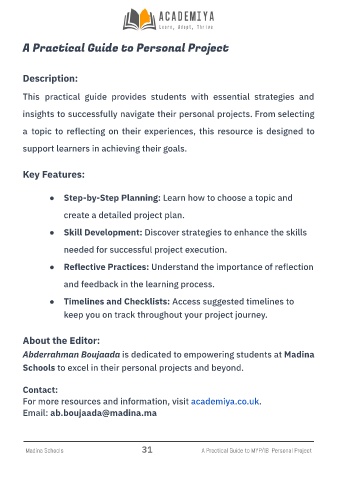 ACADEMIYA
Learn, Adapt, Thrive
A Practical Guide to Personal Project
Description:
This practical guide provides students with essential strategies and
insights to successfully navigate their personal projects. From selecting
a topic to reflecting on their experiences, this resource is designed to
support learners in achieving their goals.
Key Features:
● Step-by-Step Planning: Learn how to choose a topic and
create a detailed project plan.
● Skill Development: Discover strategies to enhance the skills
needed for successful project execution.
● Reflective Practices: Understand the importance of reflection
and feedback in the learning process.
● Timelines and Checklists: Access suggested timelines to
keep you on track throughout your project journey.
About the Editor:
Abderrahman Boujaada is dedicated to empowering students at Madina
Schools to excel in their personal projects and beyond.
Contact:
For more resources and information, visit academiya.co.uk.
Email: ab.boujaada@madina.ma
Madina Schools 31 A Practical Guide to MYP/IB Personal Project